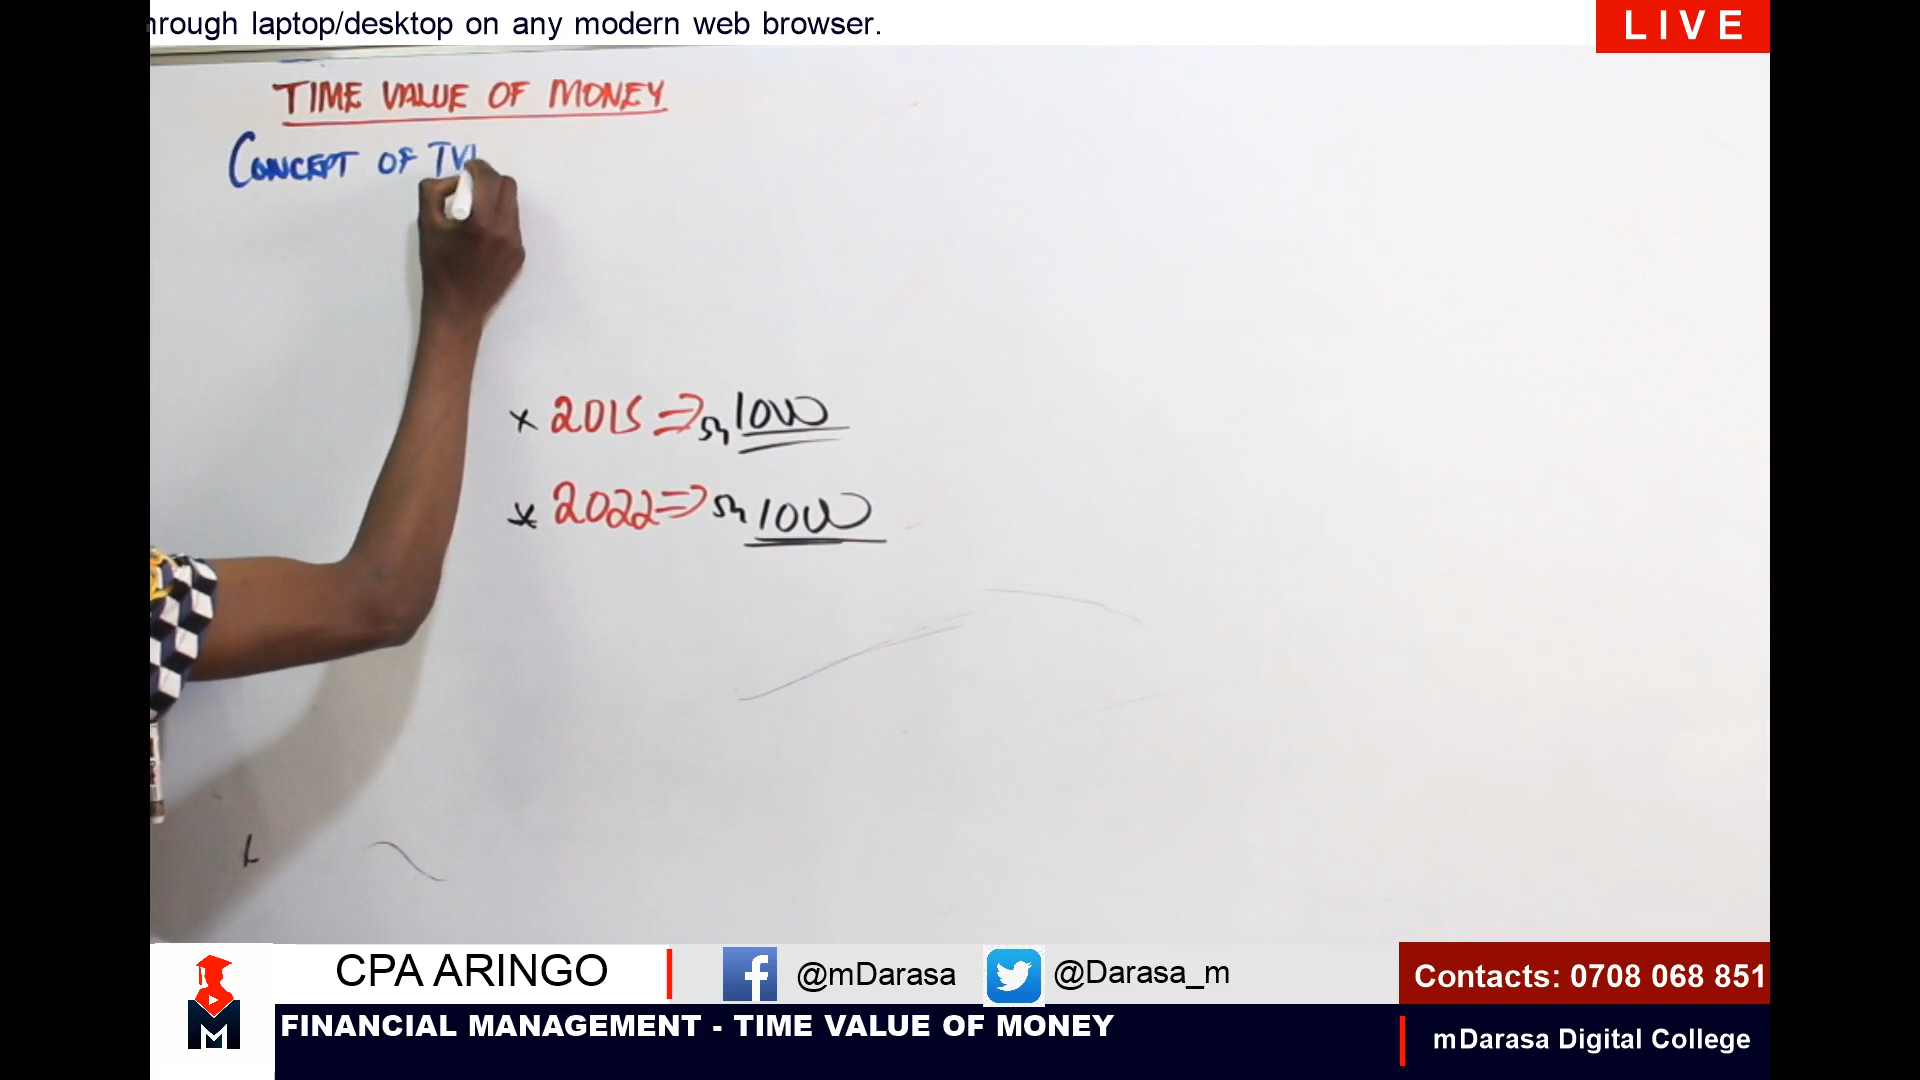 hrough laptop/desktop on any modern web browser.
LIVE
TIME VALUE OF MONEY
CONCEPT OF
* 2015 => Sh 1000
* 2022 => Sh 1000
CPA ARINGO
@mDarasa
@Darasa_m
Contacts: 0708 068 851
M
FINANCIAL MANAGEMENT - TIME VALUE OF MONEY
mDarasa Digital College